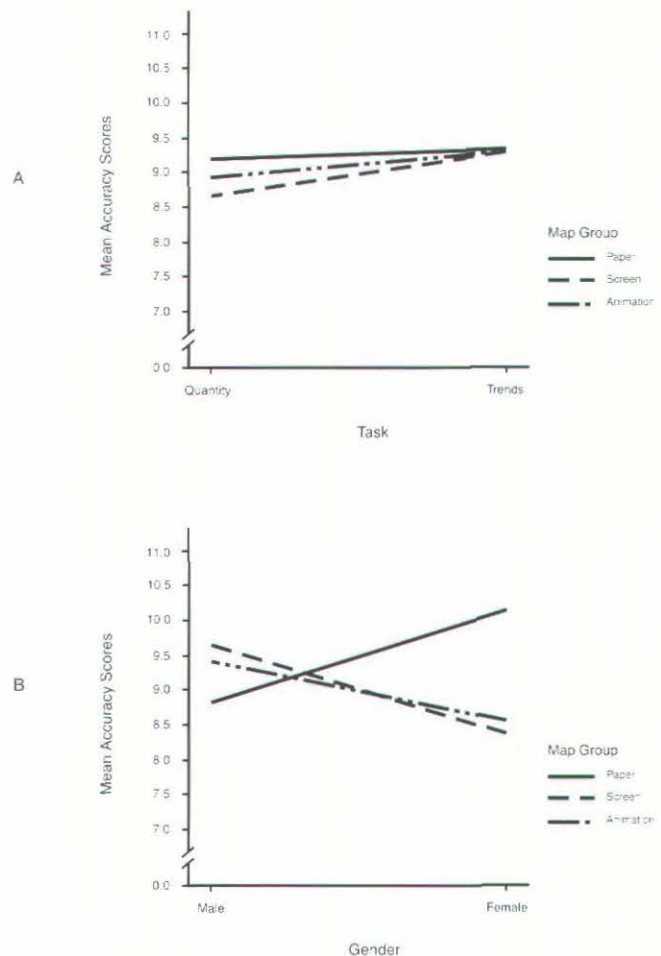 A
Mean Accuracy Scores
11.0
10.5
10.0
9.5
9.0
8.5
8.0
7.5
7.0
0.0
Quantity
Trends
Task
Map Group
Paper
Screen
Animation
B
Mean Accuracy Scores
11.0
10.5
10.0
9.5
9.0
8.5
8.0
7.5
7.0
0.0
Male
Female
Gender
Map Group
Paper
Screen
Animation